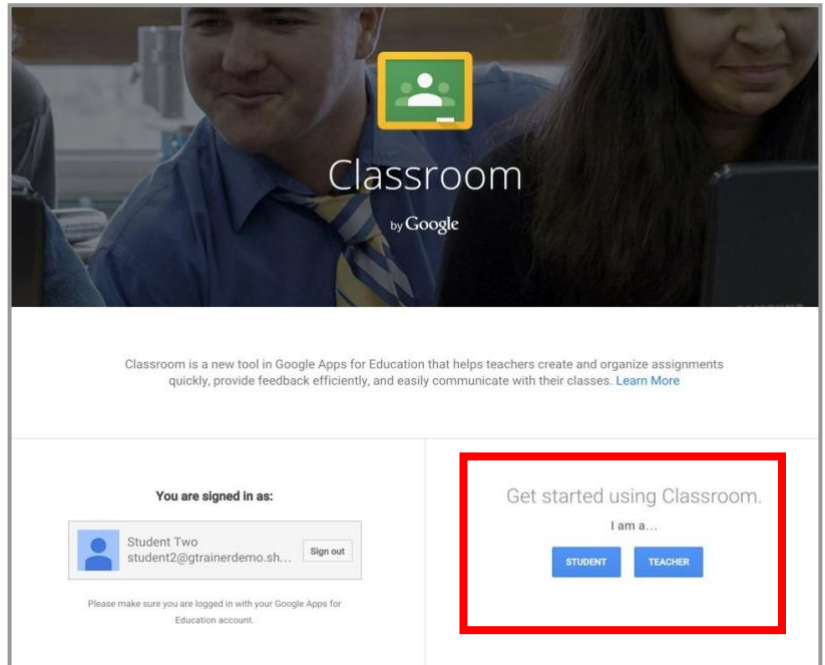 Classroom
by Google
Classroom is a new tool in Google Apps for Education that helps teachers create and organize assignments
quickly, provide feedback efficiently, and easily communicate with their classes. Learn More
You are signed in as:
Student Two
student2@gtrainerdemo.sh...
Sign out
Please make sure you are logged in with your Google Apps for
Education account.
Get started using Classroom.
I am a...
STUDENT
TEACHER